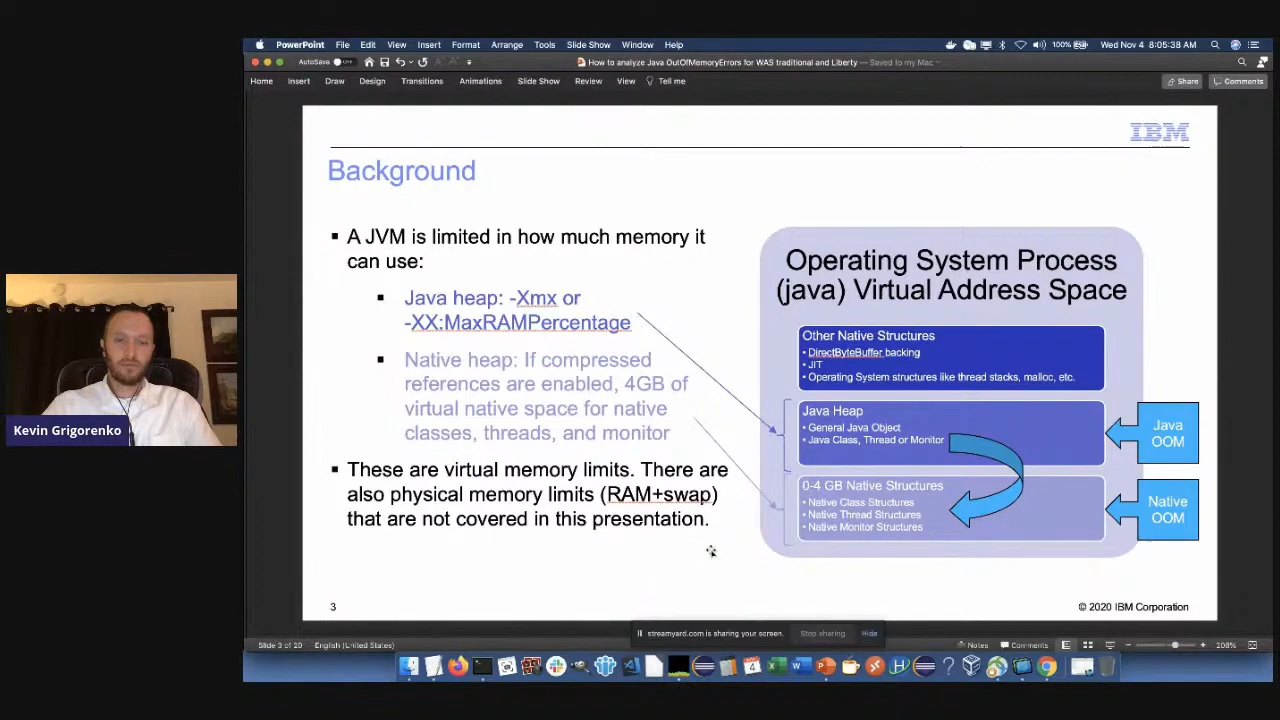 PowerPoint File Edit View Insert Format Arrange Tools Slide Show Window Help 100% Wed Nov 4 8:05:38 AM
AutoSave OFF How to analyze Java OutOfMemoryErrors for WAS traditional and Liberty — Saved to my Mac
Home Insert Draw Design Transitions Animations Slide Show Review View Tell me Share Comments
IBM
Background
▪ A JVM is limited in how much memory it
can use:
▪ Java heap: -Xmx or
-XX:MaxRAMPercentage
▪ Native heap: If compressed
references are enabled, 4GB of
virtual native space for native
classes, threads, and monitor
▪ These are virtual memory limits. There are
also physical memory limits (RAM+swap)
that are not covered in this presentation.
Operating System Process
(java) Virtual Address Space
Other Native Structures
• DirectByteBuffer backing
• JIT
• Operating System structures like thread stacks, malloc, etc.
Java Heap
• General Java Object
• Java Class, Thread or Monitor
Java
OOM
0-4 GB Native Structures
• Native Class Structures
• Native Thread Structures
• Native Monitor Structures
Native
OOM
3
© 2020 IBM Corporation
Kevin Grigorenko
streamyard.com is sharing your screen. Stop sharing Hide
Slide 3 of 20 English (United States) Notes Comments 208%